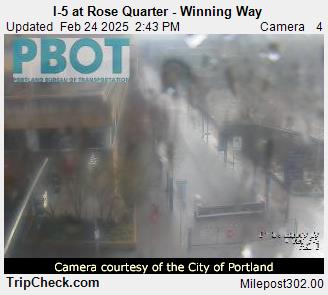 I-5 at Rose Quarter - Winning Way
Updated Feb 24 2025 2:43 PM Camera 4
PBOT
PORTLAND BUREAU OF TRANSPORTATION
Camera courtesy of the City of Portland
TripCheck.com Milepost302.00